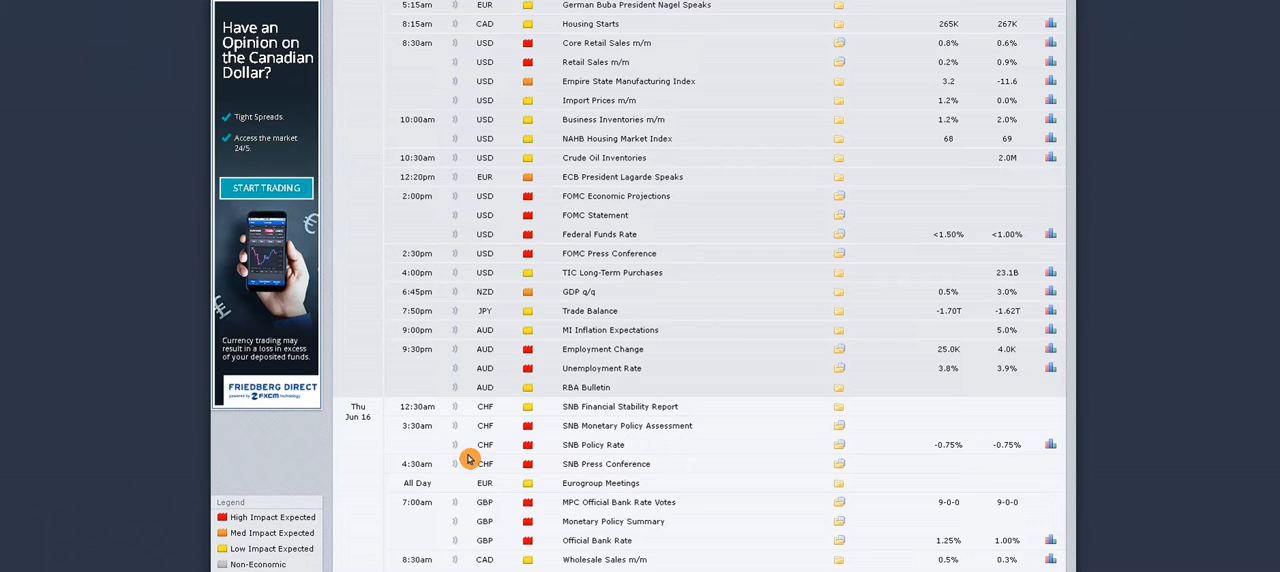 Have an
Opinion on
the Canadian
Dollar?
Tight Spreads.
Access the market
24/5.
START TRADING
Currency trading may
result in a loss in excess
of your deposited funds.
FRIEDBERG DIRECT
powered by FXCM technology
Legend
High Impact Expected
Med Impact Expected
Low Impact Expected
Non-Economic
5:15am EUR German Buba President Nagel Speaks
8:15am CAD Housing Starts 265K 267K
8:30am USD Core Retail Sales m/m 0.8% 0.6%
USD Retail Sales m/m 0.2% 0.9%
USD Empire State Manufacturing Index 3.2 -11.6
USD Import Prices m/m 1.2% 0.0%
10:00am USD Business Inventories m/m 1.2% 2.0%
USD NAHB Housing Market Index 68 69
10:30am USD Crude Oil Inventories 2.0M
12:20pm EUR ECB President Lagarde Speaks
2:00pm USD FOMC Economic Projections
USD FOMC Statement
USD Federal Funds Rate <1.50% <1.00%
2:30pm USD FOMC Press Conference
4:00pm USD TIC Long-Term Purchases 23.1B
6:45pm NZD GDP q/q 0.5% 3.0%
7:50pm JPY Trade Balance -1.70T -1.62T
9:00pm AUD MI Inflation Expectations 5.0%
9:30pm AUD Employment Change 25.0K 4.0K
AUD Unemployment Rate 3.8% 3.9%
AUD RBA Bulletin
Thu
Jun 16
12:30am CHF SNB Financial Stability Report
3:30am CHF SNB Monetary Policy Assessment
CHF SNB Policy Rate -0.75% -0.75%
4:30am CHF SNB Press Conference
All Day EUR Eurogroup Meetings
7:00am GBP MPC Official Bank Rate Votes 9-0-0 9-0-0
GBP Monetary Policy Summary
GBP Official Bank Rate 1.25% 1.00%
8:30am CAD Wholesale Sales m/m 0.5% 0.3%